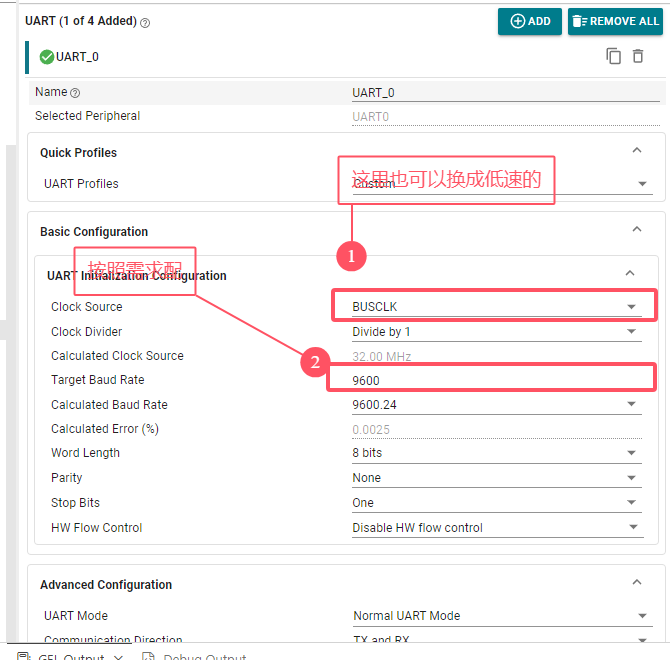 UART (1 of 4 Added)
ADD
REMOVE ALL
UART_0
Name
UART_0
Selected Peripheral
UART0
Quick Profiles
UART Profiles
Custom
这里也可以换成低速的
1
Basic Configuration
按照需求配
UART Initialization Configuration
Clock Source
BUSCLK
Clock Divider
Divide by 1
Calculated Clock Source
32.00 MHz
2
Target Baud Rate
9600
Calculated Baud Rate
9600.24
Calculated Error (%)
0.0025
Word Length
8 bits
Parity
None
Stop Bits
One
HW Flow Control
Disable HW flow control
Advanced Configuration
UART Mode
Normal UART Mode
Communication Direction
TX and RX
GEL Output
Debug Output